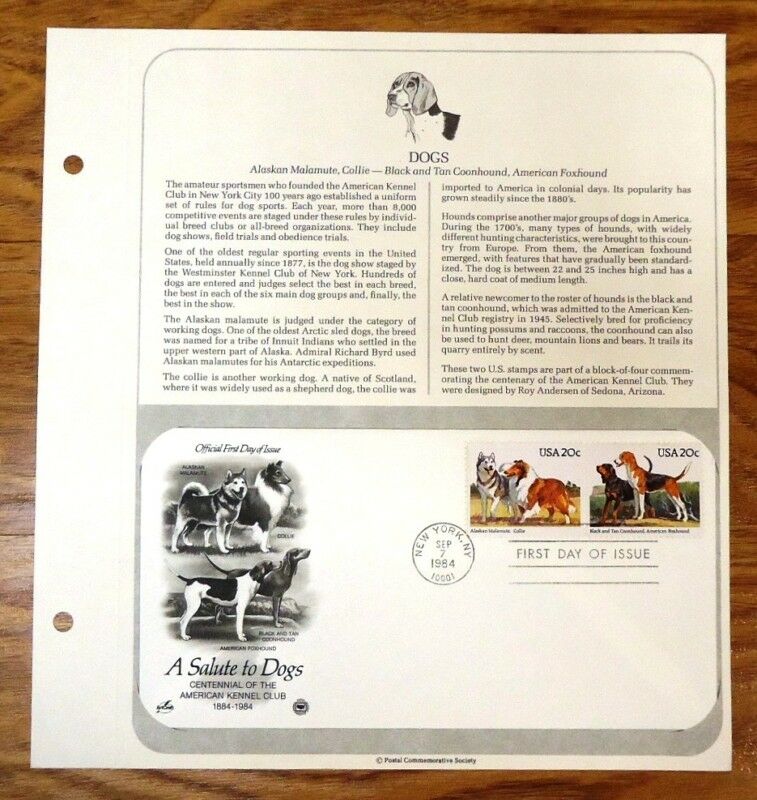 DOGS
Alaskan Malamute, Collie — Black and Tan Coonhound, American Foxhound
The amateur sportsmen who founded the American Kennel
Club in New York City 100 years ago established a uniform
set of rules for dog sports. Each year, more than 8,000
competitive events are staged under these rules by individ-
ual breed clubs or all-breed organizations. They include
dog shows, field trials and obedience trials.
One of the oldest regular sporting events in the United
States, held annually since 1877, is the dog show staged by
the Westminster Kennel Club of New York. Hundreds of
dogs are entered and judges select the best in each breed,
the best in each of the six main dog groups and, finally, the
best in the show.
The Alaskan malamute is judged under the category of
working dogs. One of the oldest Arctic sled dogs, the breed
was named for a tribe of Innuit Indians who settled in the
upper western part of Alaska. Admiral Richard Byrd used
Alaskan malamutes for his Antarctic expeditions.
The collie is another working dog. A native of Scotland,
where it was widely used as a shepherd dog, the collie was
imported to America in colonial days. Its popularity has
grown steadily since the 1880's.
Hounds comprise another major groups of dogs in America.
During the 1700's, many types of hounds, with widely
different hunting characteristics, were brought to this coun-
try from Europe. From them, the American foxhound
emerged, with features that have gradually been standard-
ized. The dog is between 22 and 25 inches high and has a
close, hard coat of medium length.
A relative newcomer to the roster of hounds is the black and
tan coonhound, which was admitted to the American Ken-
nel Club registry in 1945. Selectively bred for proficiency
in hunting possums and raccoons, the coonhound can also
be used to hunt deer, mountain lions and bears. It trails its
quarry entirely by scent.
These two U.S. stamps are part of a block-of-four commem-
orating the centenary of the American Kennel Club. They
were designed by Roy Andersen of Sedona, Arizona.
Official First Day of Issue
ALASKAN
MALAMUTE
COLLIE
BLACK AND TAN
COONHOUND
AMERICAN FOXHOUND
A Salute to Dogs
CENTENNIAL OF THE
AMERICAN KENNEL CLUB
1884-1984
USA 20c
Alaskan Malamute, Collie
USA 20c
Black and Tan Coonhound, American Foxhound
NEW YORK, NY
SEP
7
1984
10001
FIRST DAY OF ISSUE
© Postal Commemorative Society